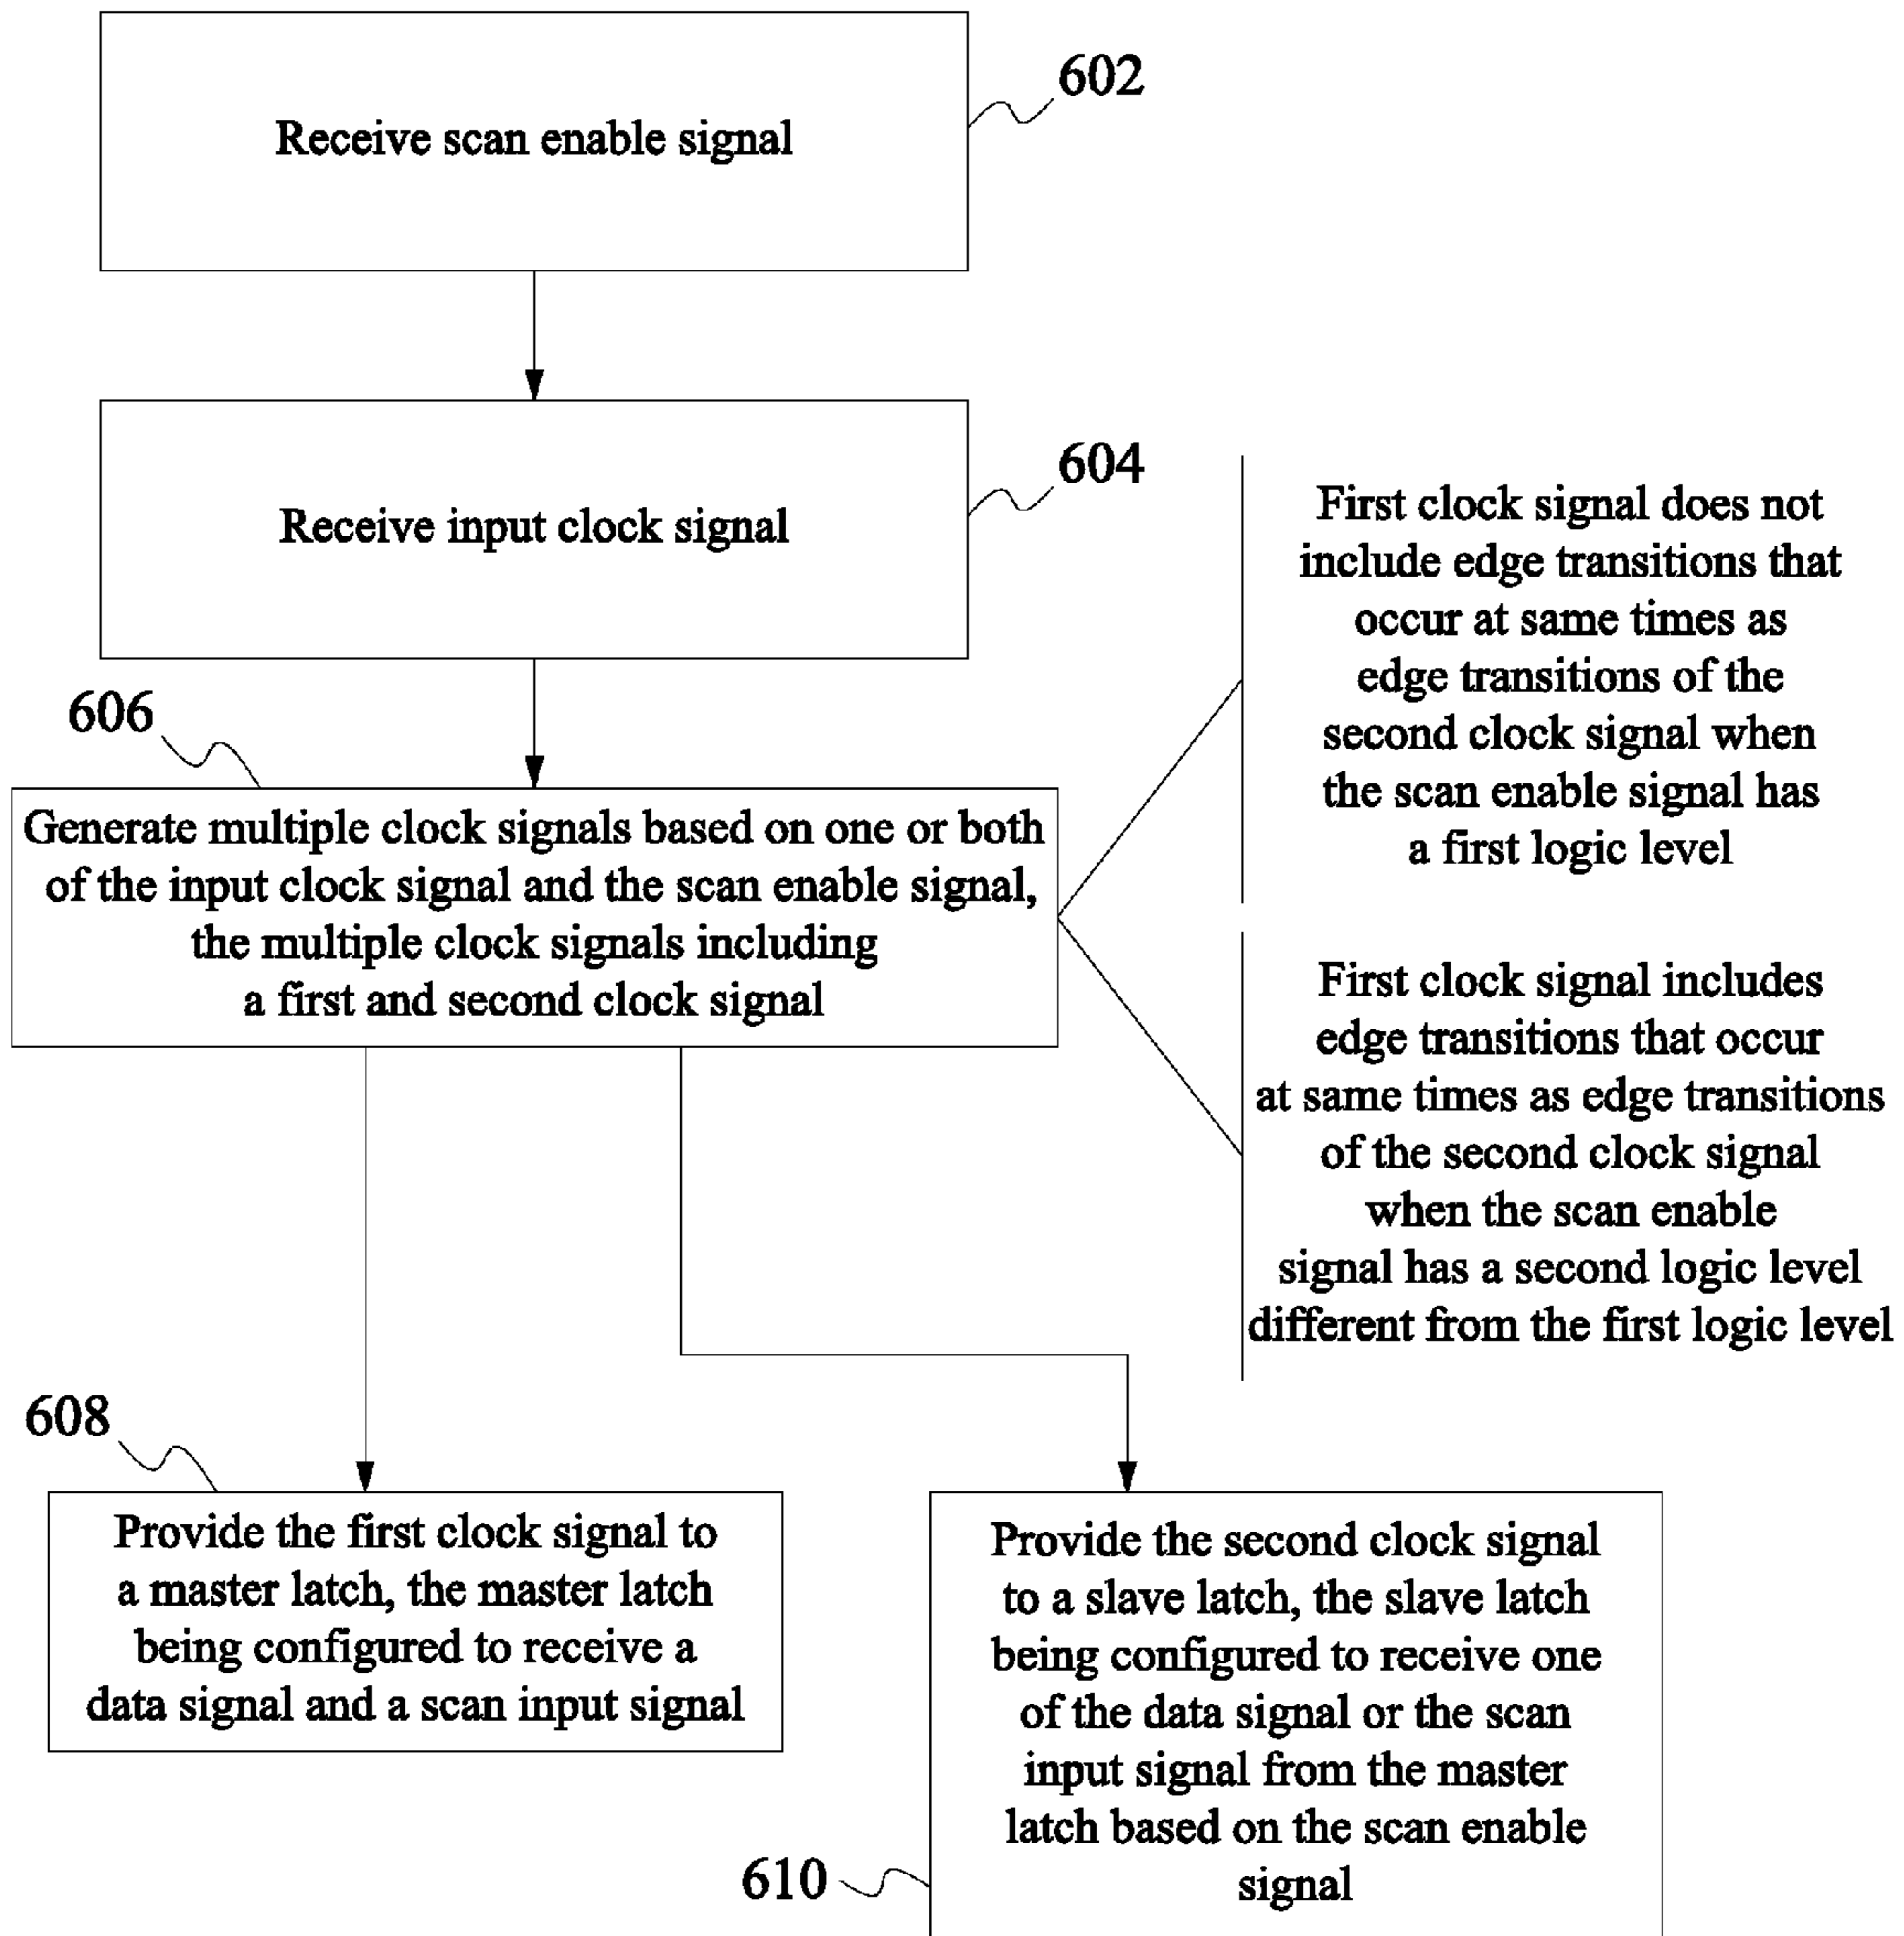 602
Receive scan enable signal
604
Receive input clock signal
First clock signal does not
include edge transitions that
occur at same times as
edge transitions of the
second clock signal when
the scan enable signal has
a first logic level
606
Generate multiple clock signals based on one or both
of the input clock signal and the scan enable signal,
the multiple clock signals including
a first and second clock signal
First clock signal includes
edge transitions that occur
at same times as edge transitions
of the second clock signal
when the scan enable
signal has a second logic level
different from the first logic level
608
Provide the first clock signal to
a master latch, the master latch
being configured to receive a
data signal and a scan input signal
Provide the second clock signal
to a slave latch, the slave latch
being configured to receive one
of the data signal or the scan
input signal from the master
latch based on the scan enable
signal
610